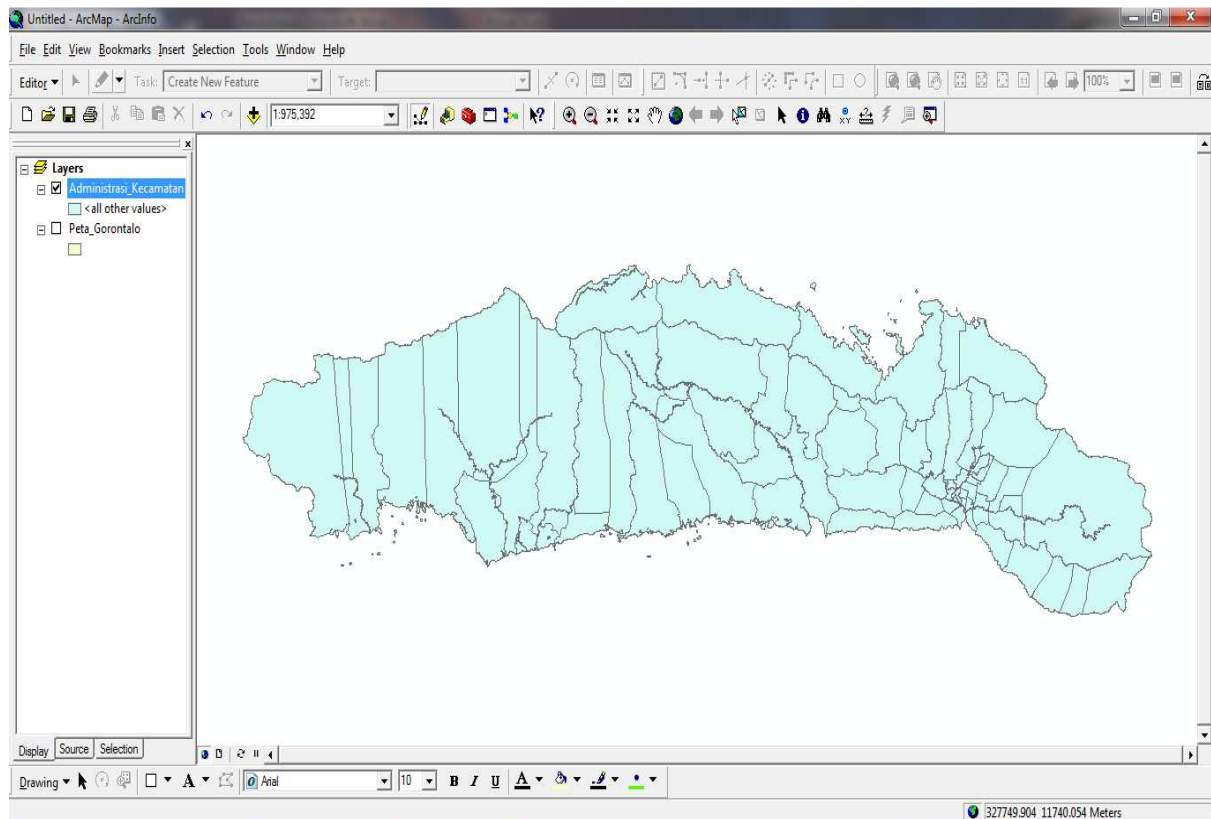 Untitled - ArcMap - ArcInfo
File Edit View Bookmarks Insert Selection Tools Window Help
Editor Task: Create New Feature Target: 100%
1:975,392
Layers
Administrasi_Kecamatan
<all other values>
Peta_Gorontalo
Display Source Selection
Drawing A Arial 10 B I U A
327749.904 11740.054 Meters